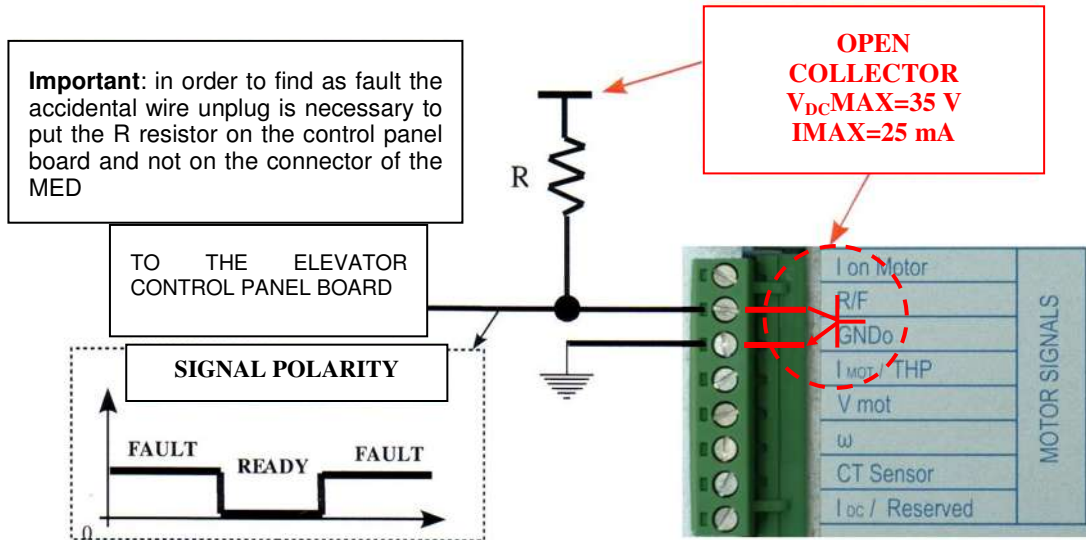 Important: in order to find as fault the
accidental wire unplug is necessary to
put the R resistor on the control panel
board and not on the connector of the
MED
OPEN
COLLECTOR
VDCMAX=35 V
IMAX=25 mA
R
TO THE ELEVATOR
CONTROL PANEL BOARD
SIGNAL POLARITY
FAULT
READY
FAULT
0
I on Motor
R/F
GNDo
I MOT / THP
V mot
ω
CT Sensor
I DC / Reserved
MOTOR SIGNALS